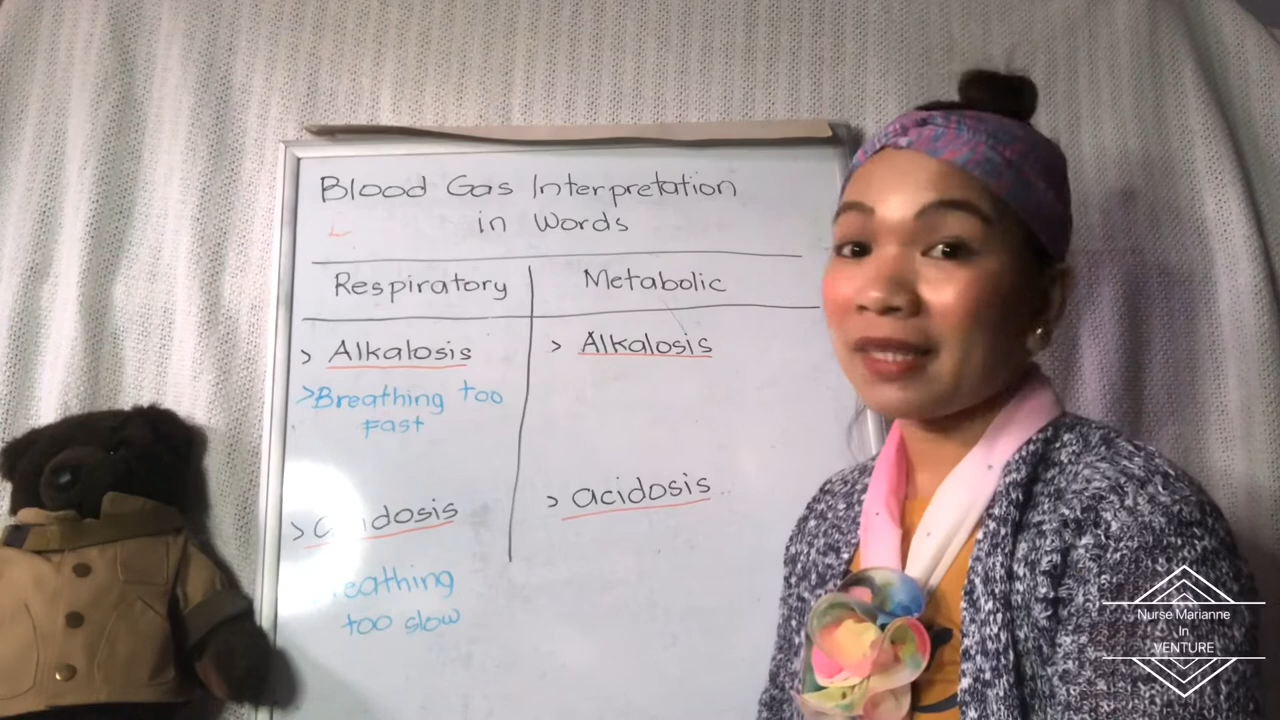 Blood Gas Interpretation
in Words
Respiratory
Metabolic
> Alkalosis
> Breathing too
Fast
> Alkalosis
> acidosis
too slow
> acidosis
Nurse Marianne
In
VENTURE